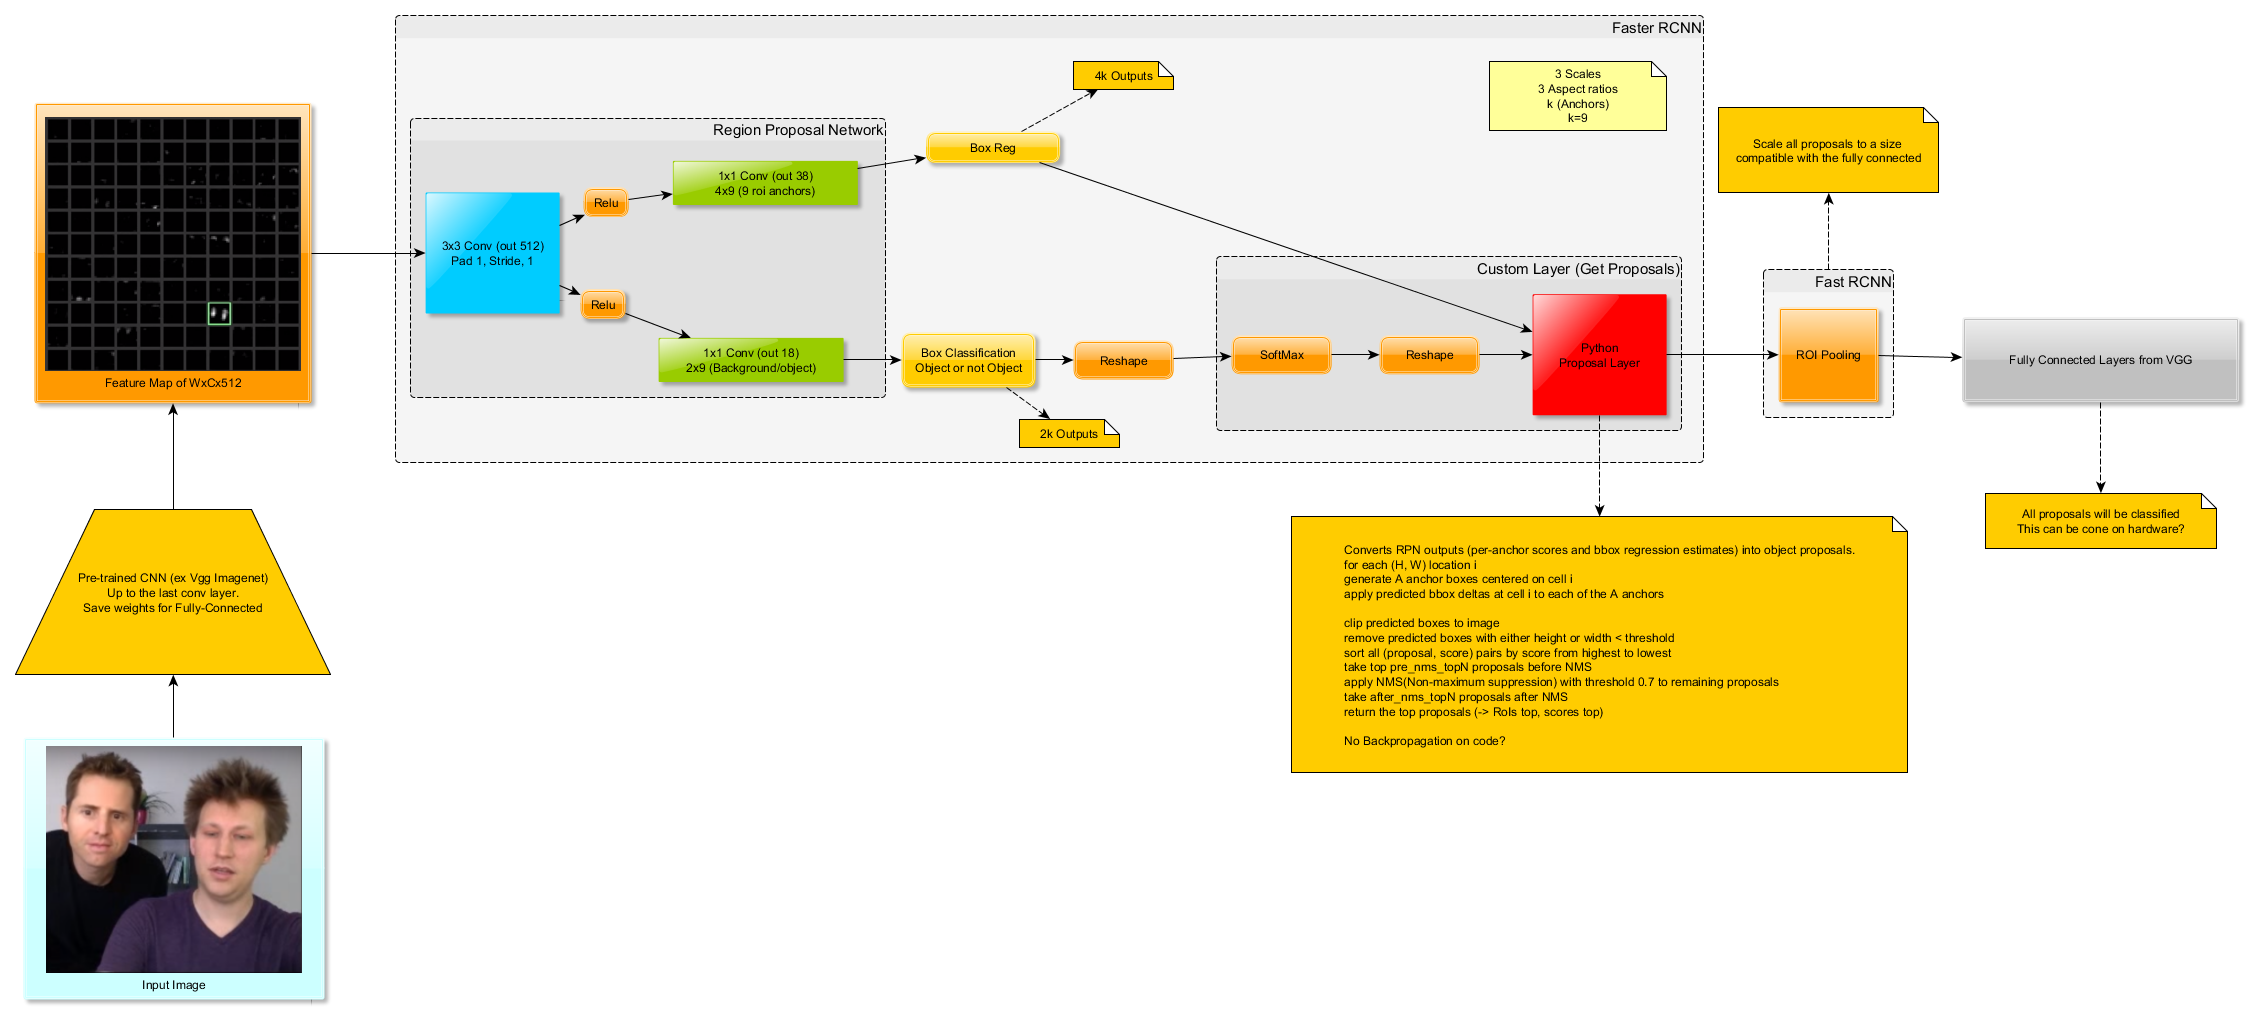 Faster RCNN
4k Outputs
3 Scales
3 Aspect ratios
k (Anchors)
k=9
Region Proposal Network
Box Reg
1x1 Conv (out 38)
4x9 (9 roi anchors)
Relu
3x3 Conv (out 512)
Pad 1, Stride, 1
Relu
1x1 Conv (out 18)
2x9 (Background/object)
Box Classification
Object or not Object
Reshape
2k Outputs
Custom Layer (Get Proposals)
SoftMax
Reshape
Python
Proposal Layer
Scale all proposals to a size
compatible with the fully connected
Fast RCNN
ROI Pooling
Fully Connected Layers from VGG
All proposals will be classified
This can be cone on hardware?
Feature Map of WxCx512
Pre-trained CNN (ex Vgg Imagenet)
Up to the last conv layer.
Save weights for Fully-Connected
Converts RPN outputs (per-anchor scores and bbox regression estimates) into object proposals.
for each (H, W) location i
generate A anchor boxes centered on cell i
apply predicted bbox deltas at cell i to each of the A anchors
clip predicted boxes to image
remove predicted boxes with either height or width < threshold
sort all (proposal, score) pairs by score from highest to lowest
take top pre_nms_topN proposals before NMS
apply NMS(Non-maximum suppression) with threshold 0.7 to remaining proposals
take after_nms_topN proposals after NMS
return the top proposals (-> RoIs top, scores top)
No Backpropagation on code?
Input Image